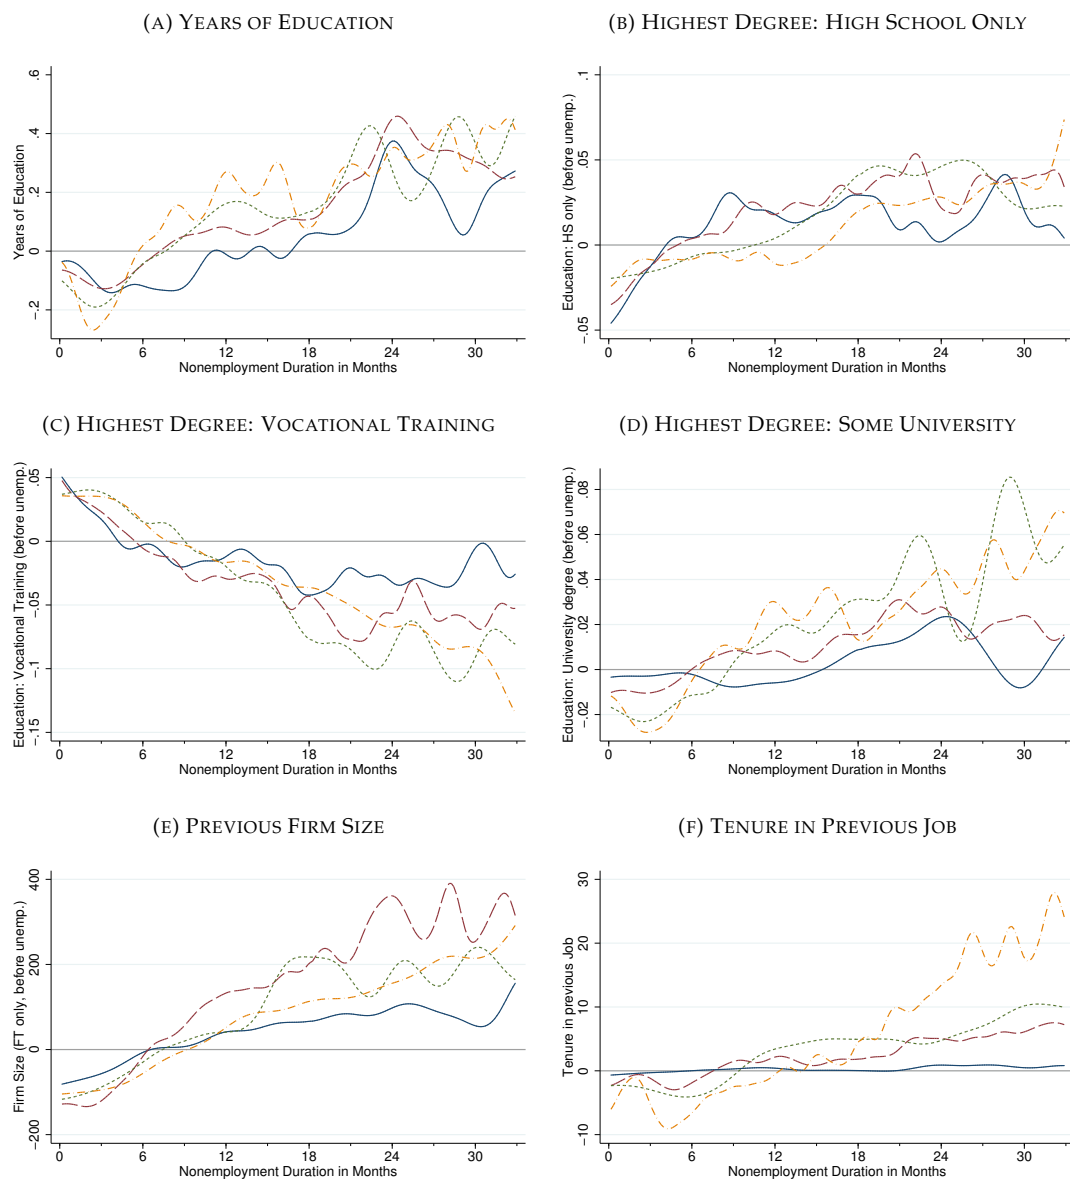 (A) YEARS OF EDUCATION
Years of Education
.6
.4
.2
0
-.2
0 6 12 18 24 30
Nonemployment Duration in Months
(B) HIGHEST DEGREE: HIGH SCHOOL ONLY
Education: HS only (before unemp.)
.1
.05
0
-.05
0 6 12 18 24 30
Nonemployment Duration in Months
(C) HIGHEST DEGREE: VOCATIONAL TRAINING
Education: Vocational Training (before unemp.)
.05
0
-.05
-.1
-.15
0 6 12 18 24 30
Nonemployment Duration in Months
(D) HIGHEST DEGREE: SOME UNIVERSITY
Education: University degree (before unemp.)
.08
.06
.04
.02
0
-.02
0 6 12 18 24 30
Nonemployment Duration in Months
(E) PREVIOUS FIRM SIZE
Firm Size (FT only, before unemp.)
400
200
0
-200
0 6 12 18 24 30
Nonemployment Duration in Months
(F) TENURE IN PREVIOUS JOB
Tenure in previous Job
30
20
10
0
-10
0 6 12 18 24 30
Nonemployment Duration in Months